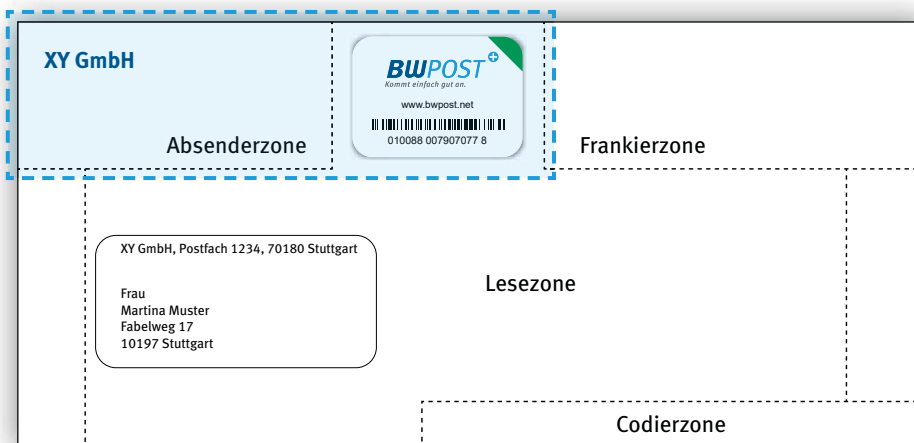 XY GmbH
BWPOST+
Kommt einfach gut an.
www.bwpost.net
010088 007907077 8
Absenderzone
Frankierzone
XY GmbH, Postfach 1234, 70180 Stuttgart
Frau
Martina Muster
Fabelweg 17
10197 Stuttgart
Lesezone
Codierzone